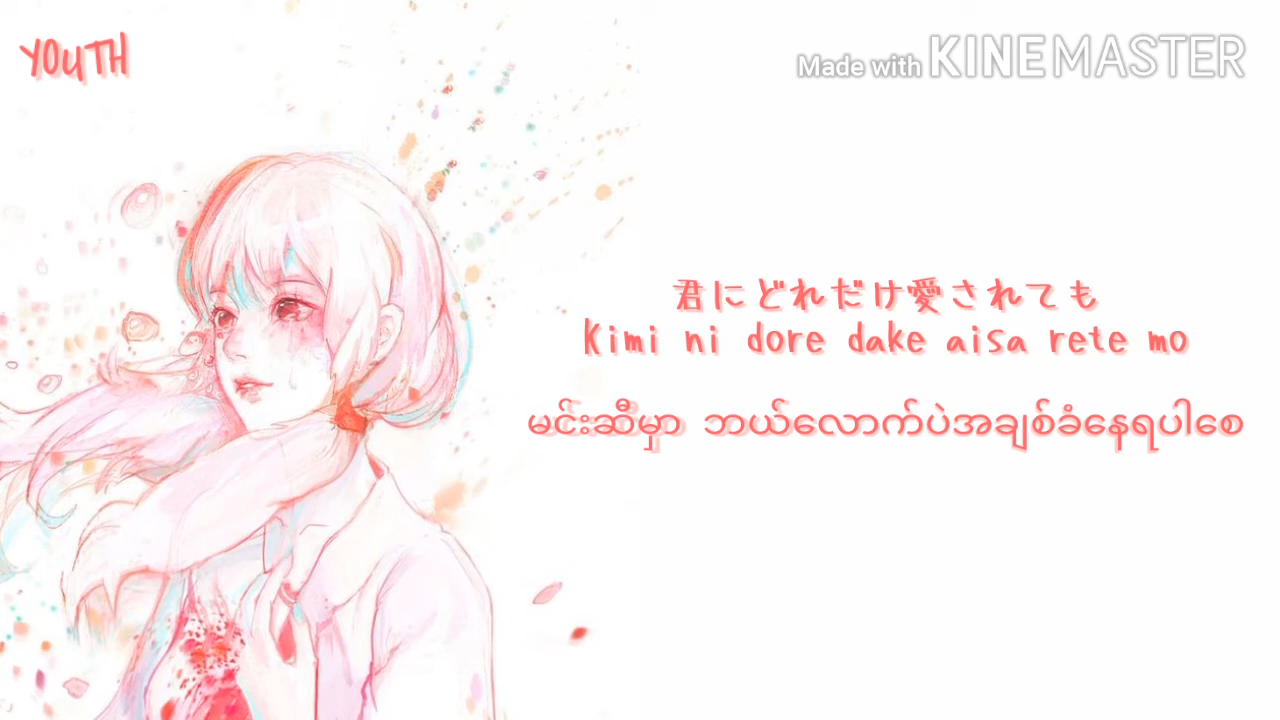 YOUTH
Made with KINEMASTER
君にどれだけ愛されても
Kimi ni dore dake aisa rete mo
မင်းဆီမှာ ဘယ်လောက်ပဲအချစ်ခံနေရပါစေ